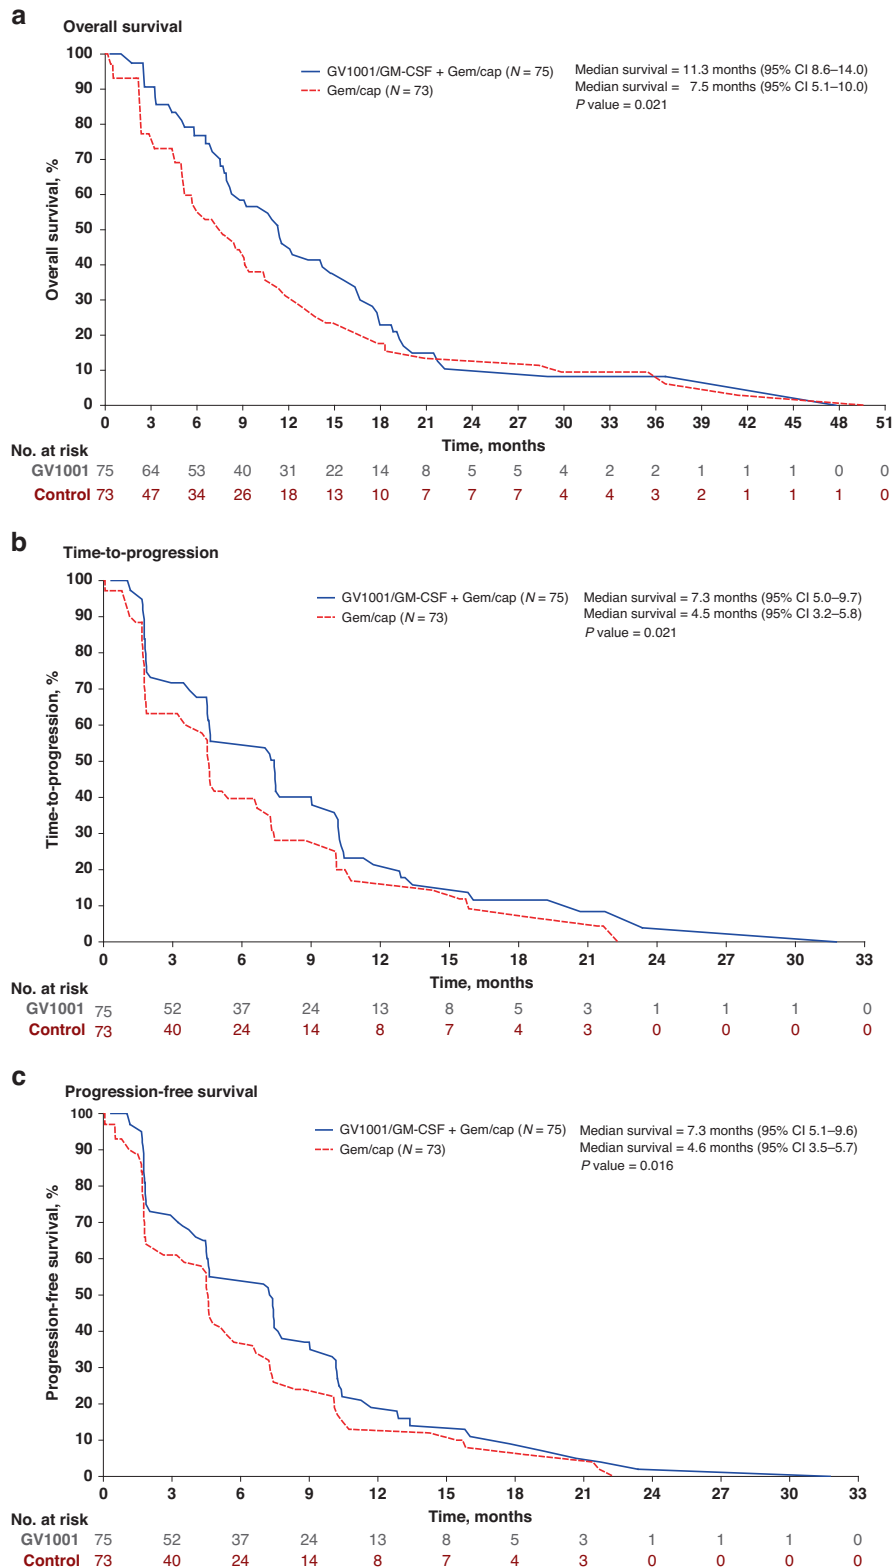 a
Overall survival
GV1001/GM-CSF + Gem/cap (N = 75) Median survival = 11.3 months (95% CI 8.6–14.0)
Gem/cap (N = 73) Median survival = 7.5 months (95% CI 5.1–10.0)
P value = 0.021
Overall survival, %
100
90
80
70
60
50
40
30
20
10
0
0 3 6 9 12 15 18 21 24 27 30 33 36 39 42 45 48 51
Time, months
No. at risk
GV1001 75 64 53 40 31 22 14 8 5 5 4 2 2 1 1 1 0 0
Control 73 47 34 26 18 13 10 7 7 7 4 4 3 2 1 1 1 0
b
Time-to-progression
GV1001/GM-CSF + Gem/cap (N = 75) Median survival = 7.3 months (95% CI 5.0–9.7)
Gem/cap (N = 73) Median survival = 4.5 months (95% CI 3.2–5.8)
P value = 0.021
Time-to-progression, %
100
90
80
70
60
50
40
30
20
10
0
0 3 6 9 12 15 18 21 24 27 30 33
Time, months
No. at risk
GV1001 75 52 37 24 13 8 5 3 1 1 1 0
Control 73 40 24 14 8 7 4 3 0 0 0 0
c
Progression-free survival
GV1001/GM-CSF + Gem/cap (N = 75) Median survival = 7.3 months (95% CI 5.1–9.6)
Gem/cap (N = 73) Median survival = 4.6 months (95% CI 3.5–5.7)
P value = 0.016
Progression-free survival, %
100
90
80
70
60
50
40
30
20
10
0
0 3 6 9 12 15 18 21 24 27 30 33
Time, months
No. at risk
GV1001 75 52 37 24 13 8 5 3 1 1 1 0
Control 73 40 24 14 8 7 4 3 0 0 0 0